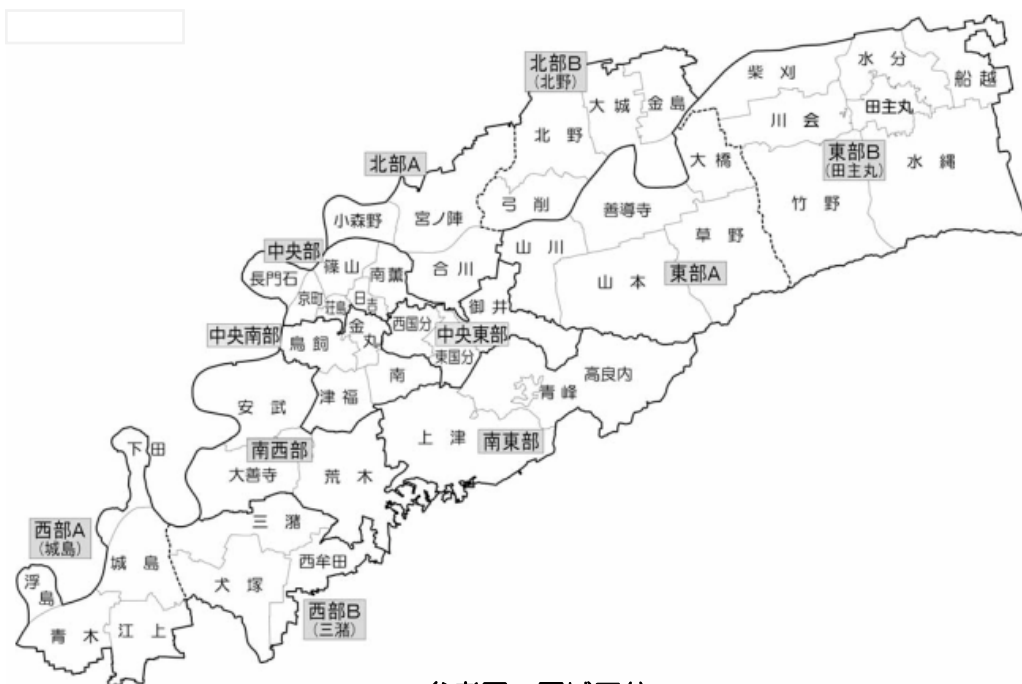 北部B
(北野)
柴刈
水分
船越
大城
金島
田主丸
川会
北野
東部B
(田主丸)
水縄
大橋
北部A
竹野
弓削
善導寺
小森野
宮ノ陣
草野
山川
中央部
篠山
南薫
合川
長門石
山本
東部A
京町
荘島
日吉
御井
中央南部
鳥飼
金丸
西国分
中央東部
東国分
南
高良内
津福
青峰
安武
上津
南東部
下田
南西部
大善寺
荒木
三潴
西部A
(城島)
城島
西牟田
犬塚
浮島
西部B
(三潴)
青木
江上